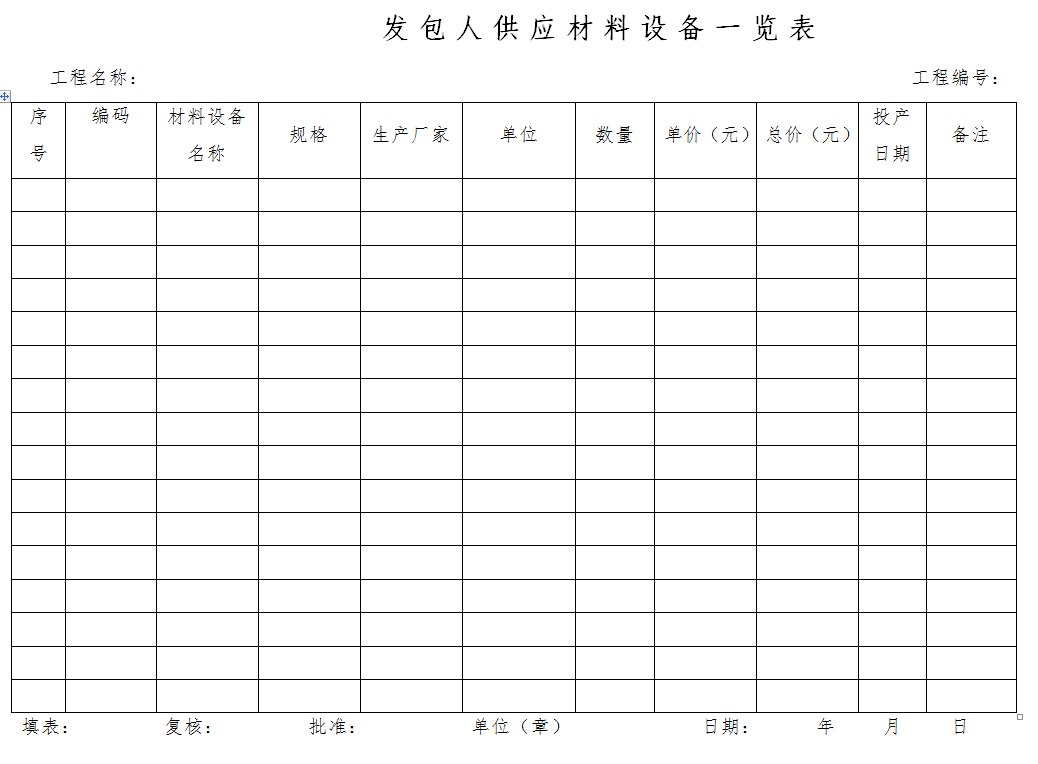 发包人供应材料设备一览表
工程名称： 工程编号：
序号 编码 材料设备名称 规格 生产厂家 单位 数量 单价（元） 总价（元） 投产日期 备注
填表： 复核： 批准： 单位（章） 日期： 年 月 日